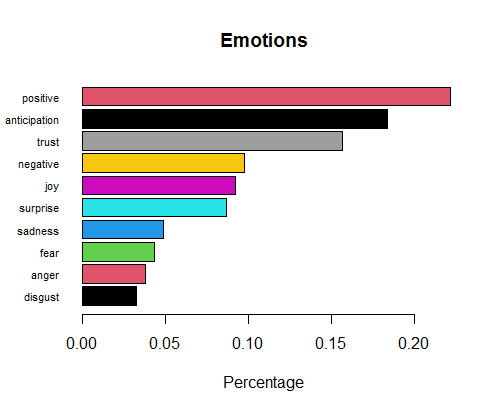 Emotions
positive
anticipation
trust
negative
joy
surprise
sadness
fear
anger
disgust
0.00 0.05 0.10 0.15 0.20
Percentage